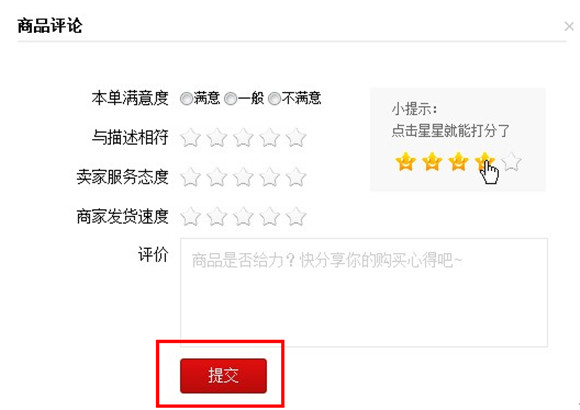 商品评论 ×
本单满意度 满意 一般 不满意
小提示：
点击星星就能打分了
与描述相符
卖家服务态度
商家发货速度
评价
商品是否给力？快分享你的购买心得吧~
提交